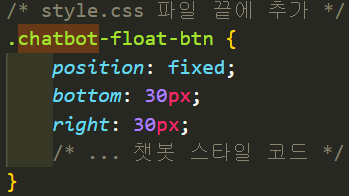 /* style.css 파일 끝에 추가 */
.chatbot-float-btn {
    position: fixed;
    bottom: 30px;
    right: 30px;
    /* ... 챗봇 스타일 코드 */
}